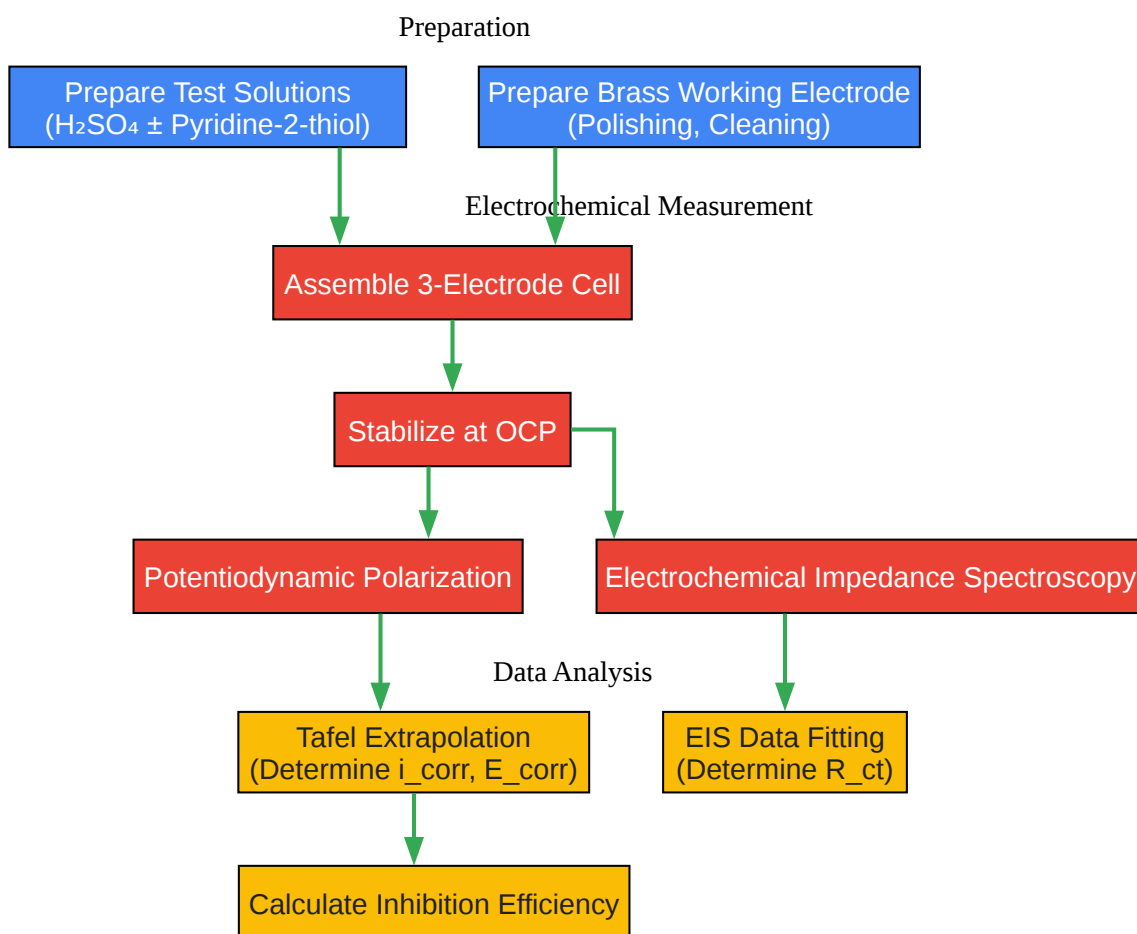 Preparation
Prepare Test Solutions
(H₂SO₄ ± Pyridine-2-thiol)
Prepare Brass Working Electrode
(Polishing, Cleaning)
Electrochemical Measurement
Assemble 3-Electrode Cell
Stabilize at OCP
Potentiodynamic Polarization
Electrochemical Impedance Spectroscopy
Data Analysis
Tafel Extrapolation
(Determine i_corr, E_corr)
EIS Data Fitting
(Determine R_ct)
Calculate Inhibition Efficiency